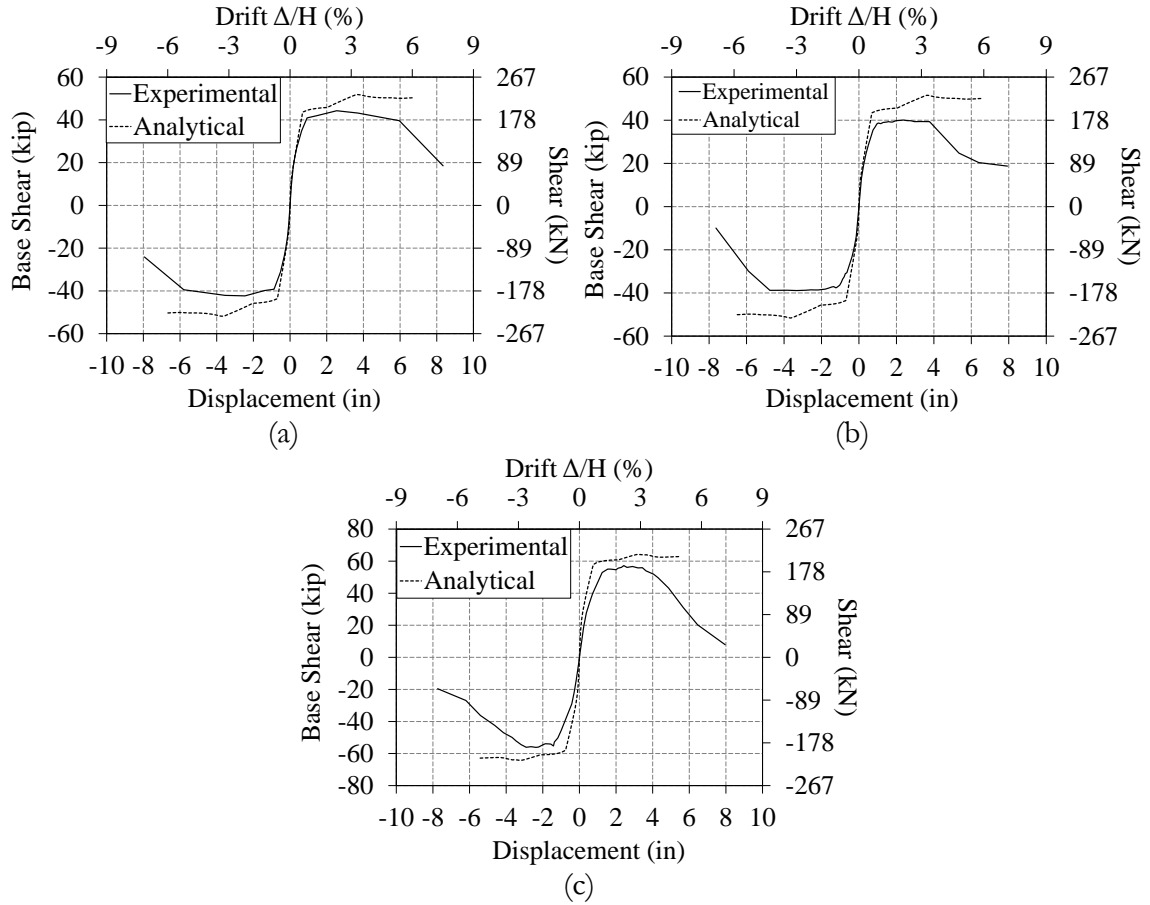 Drift Δ/H (%)
-9 -6 -3 0 3 6 9
60 267
40 178
20 89
0 0
-20 -89
-40 -178
-60 -267
Experimental
Analytical
Base Shear (kip)
Shear (kN)
-10 -8 -6 -4 -2 0 2 4 6 8 10
Displacement (in)
(a)
Drift Δ/H (%)
-9 -6 -3 0 3 6 9
60 267
40 178
20 89
0 0
-20 -89
-40 -178
-60 -267
Experimental
Analytical
Base Shear (kip)
Shear (kN)
-10 -8 -6 -4 -2 0 2 4 6 8 10
Displacement (in)
(b)
Drift Δ/H (%)
-9 -6 -3 0 3 6 9
80 267
60 178
40 89
20 0
0 -89
-20 -178
-40 -267
-60
-80
Experimental
Analytical
Base Shear (kip)
Shear (kN)
-10 -8 -6 -4 -2 0 2 4 6 8 10
Displacement (in)
(c)